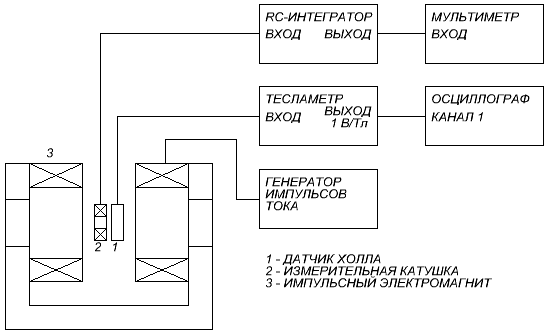 RC-ИНТЕГРАТОР
ВХОД ВЫХОД
МУЛЬТИМЕТР
ВХОД
ТЕСЛАМЕТР
ВХОД ВЫХОД
1 В/Тл
ОСЦИЛЛОГРАФ
КАНАЛ 1
3
ГЕНЕРАТОР
ИМПУЛЬСОВ
ТОКА
2 1
1 - ДАТЧИК ХОЛЛА
2 - ИЗМЕРИТЕЛЬНАЯ КАТУШКА
3 - ИМПУЛЬСНЫЙ ЭЛЕКТРОМАГНИТ